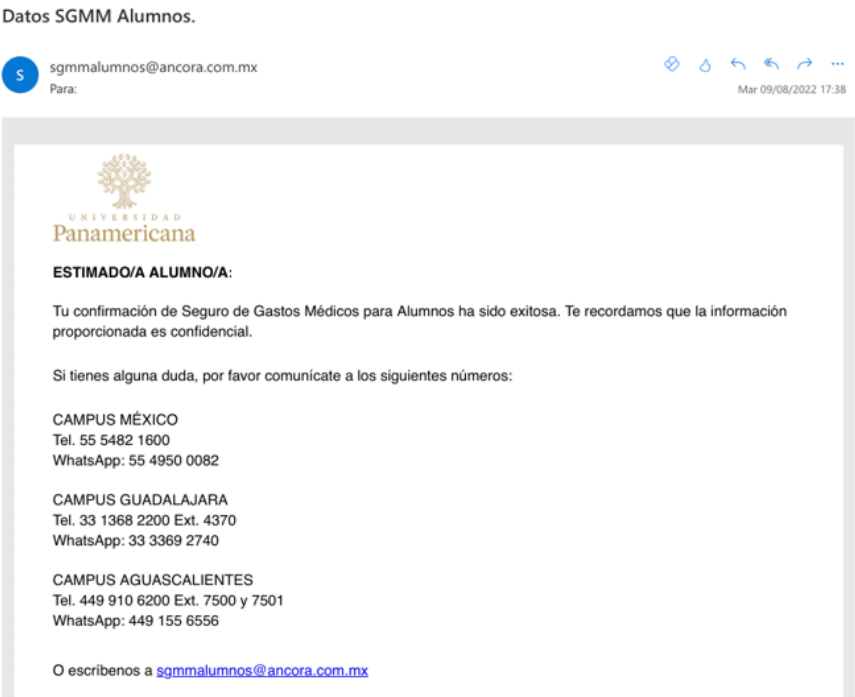 Datos SGMM Alumnos.
S
sgmmalumnos@ancora.com.mx
Para:
Mar 09/08/2022 17:38
UNIVERSIDAD
Panamericana
ESTIMADO/A ALUMNO/A:
Tu confirmación de Seguro de Gastos Médicos para Alumnos ha sido exitosa. Te recordamos que la información
proporcionada es confidencial.
Si tienes alguna duda, por favor comunícate a los siguientes números:
CAMPUS MÉXICO
Tel. 55 5482 1600
WhatsApp: 55 4950 0082
CAMPUS GUADALAJARA
Tel. 33 1368 2200 Ext. 4370
WhatsApp: 33 3369 2740
CAMPUS AGUASCALIENTES
Tel. 449 910 6200 Ext. 7500 y 7501
WhatsApp: 449 155 6556
O escríbenos a sgmmalumnos@ancora.com.mx